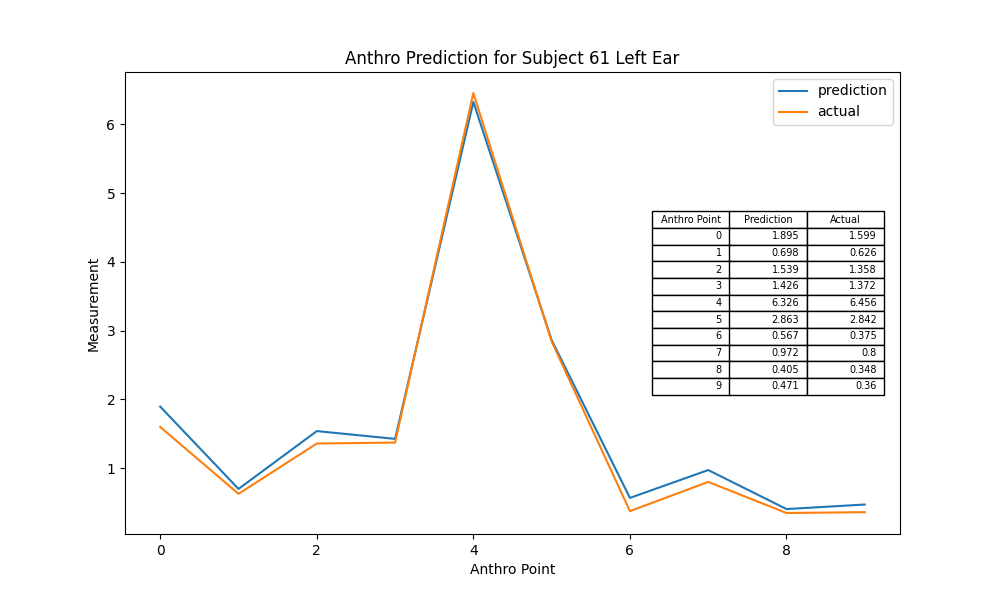 Anthro Prediction for Subject 61 Left Ear
prediction
actual
6
5
4
3
2
1
Measurement
Anthro Point Prediction Actual
0 1.895 1.599
1 0.698 0.626
2 1.539 1.358
3 1.426 1.372
4 6.326 6.456
5 2.863 2.842
6 0.567 0.375
7 0.972 0.8
8 0.405 0.348
9 0.471 0.36
0 2 4 6 8
Anthro Point